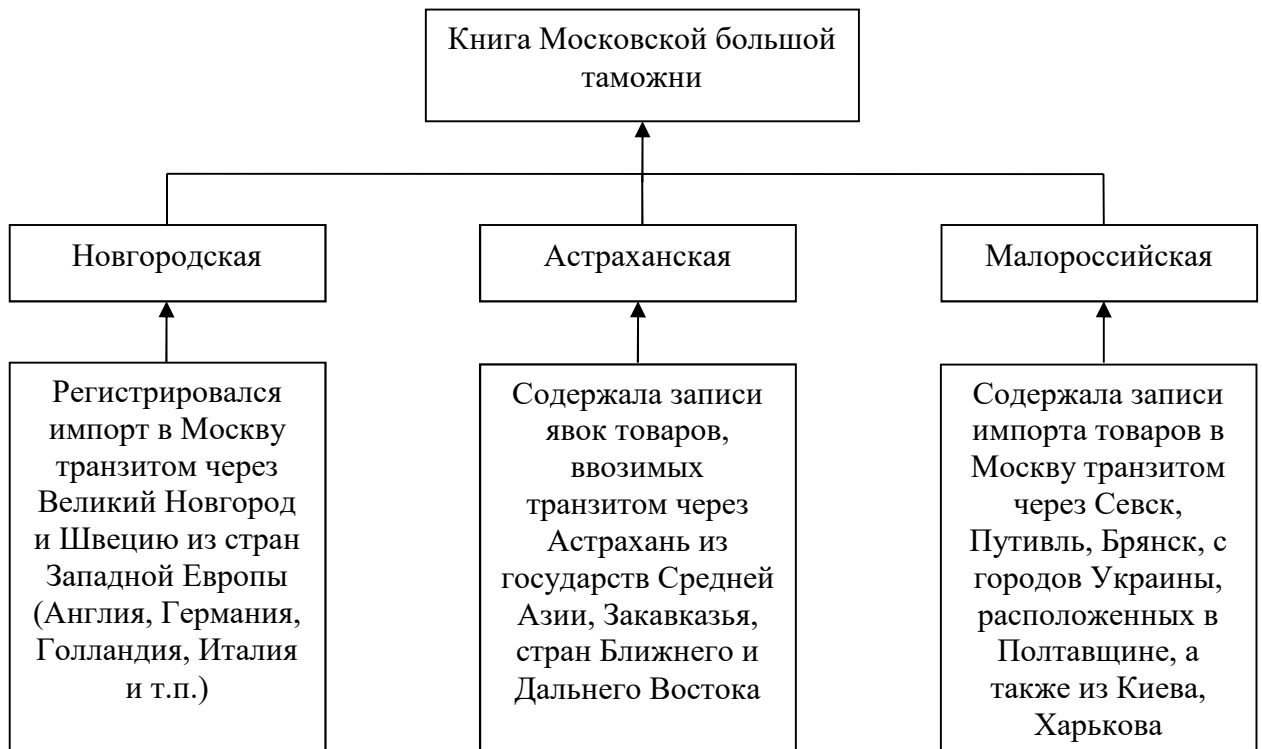 Книга Московской большой
таможни
Новгородская
Астраханская
Малороссийская
Регистрировался
импорт в Москву
транзитом через
Великий Новгород
и Швецию из стран
Западной Европы
(Англия, Германия,
Голландия, Италия
и т.п.)
Содержала записи
явок товаров,
ввозимых
транзитом через
Астрахань из
государств Средней
Азии, Закавказья,
стран Ближнего и
Дальнего Востока
Содержала записи
импорта товаров в
Москву транзитом
через Севск,
Путивль, Брянск, с
городов Украины,
расположенных в
Полтавщине, а
также из Киева,
Харькова